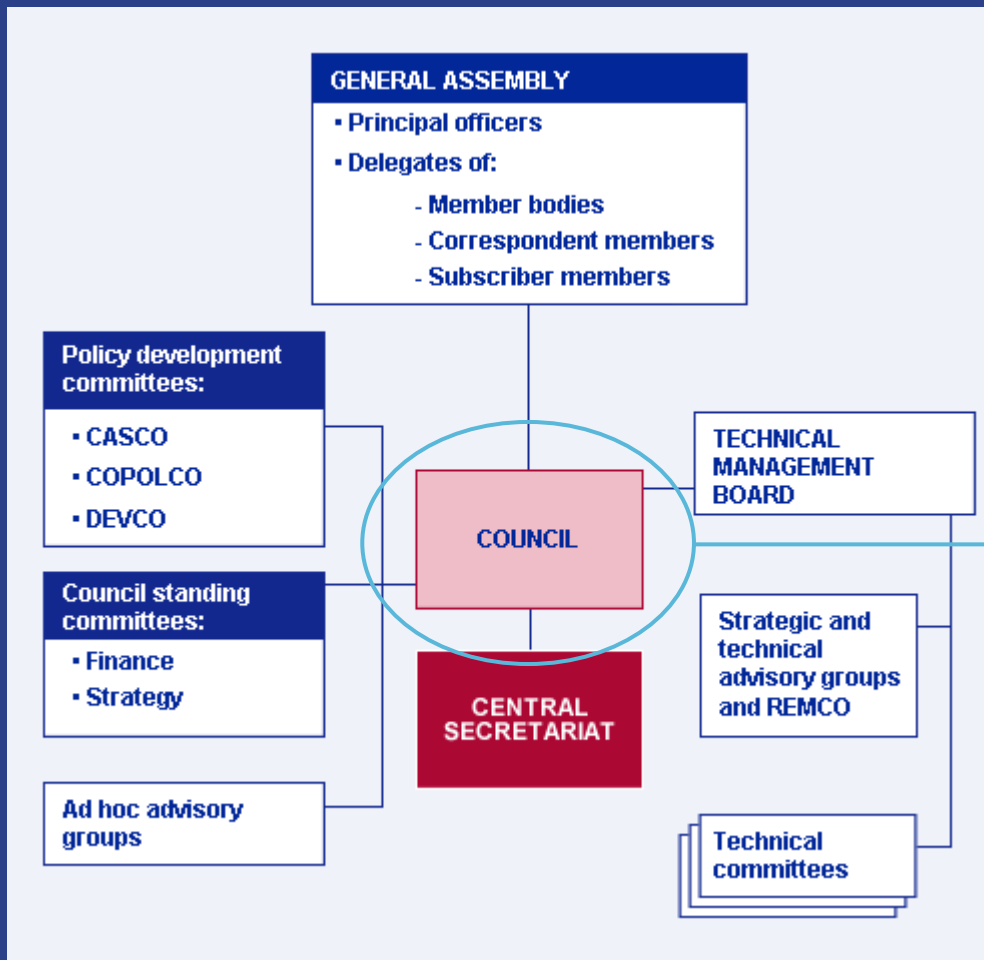 GENERAL ASSEMBLY
▪ Principal officers
▪ Delegates of:
- Member bodies
- Correspondent members
- Subscriber members
Policy development
committees:
▪ CASCO
▪ COPOLCO
▪ DEVCO
TECHNICAL
MANAGEMENT
BOARD
COUNCIL
Council standing
committees:
▪ Finance
▪ Strategy
Strategic and
technical
advisory groups
and REMCO
CENTRAL
SECRETARIAT
Ad hoc advisory
groups
Technical
committees